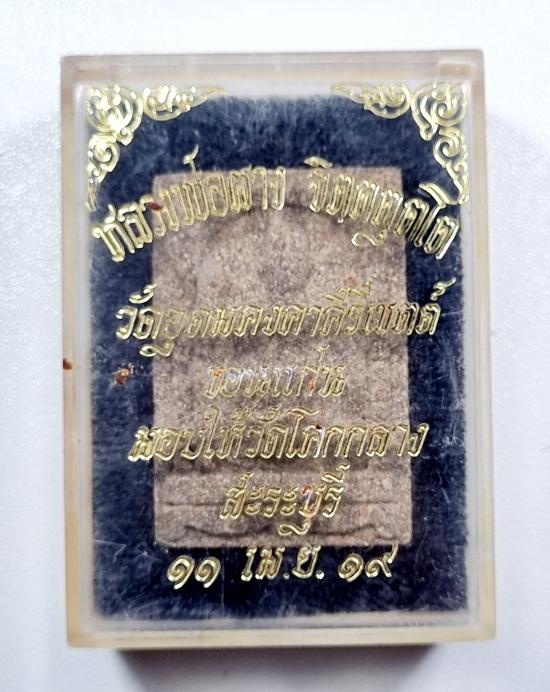 หลวงพ่อผาง จิตฺตคุตฺโต
วัดอุดมคงคาคีรีเขตต์
ขอนแก่น
มอบให้วัดโคกกลาง
สระบุรี
๑๑ เม.ย. ๑๙